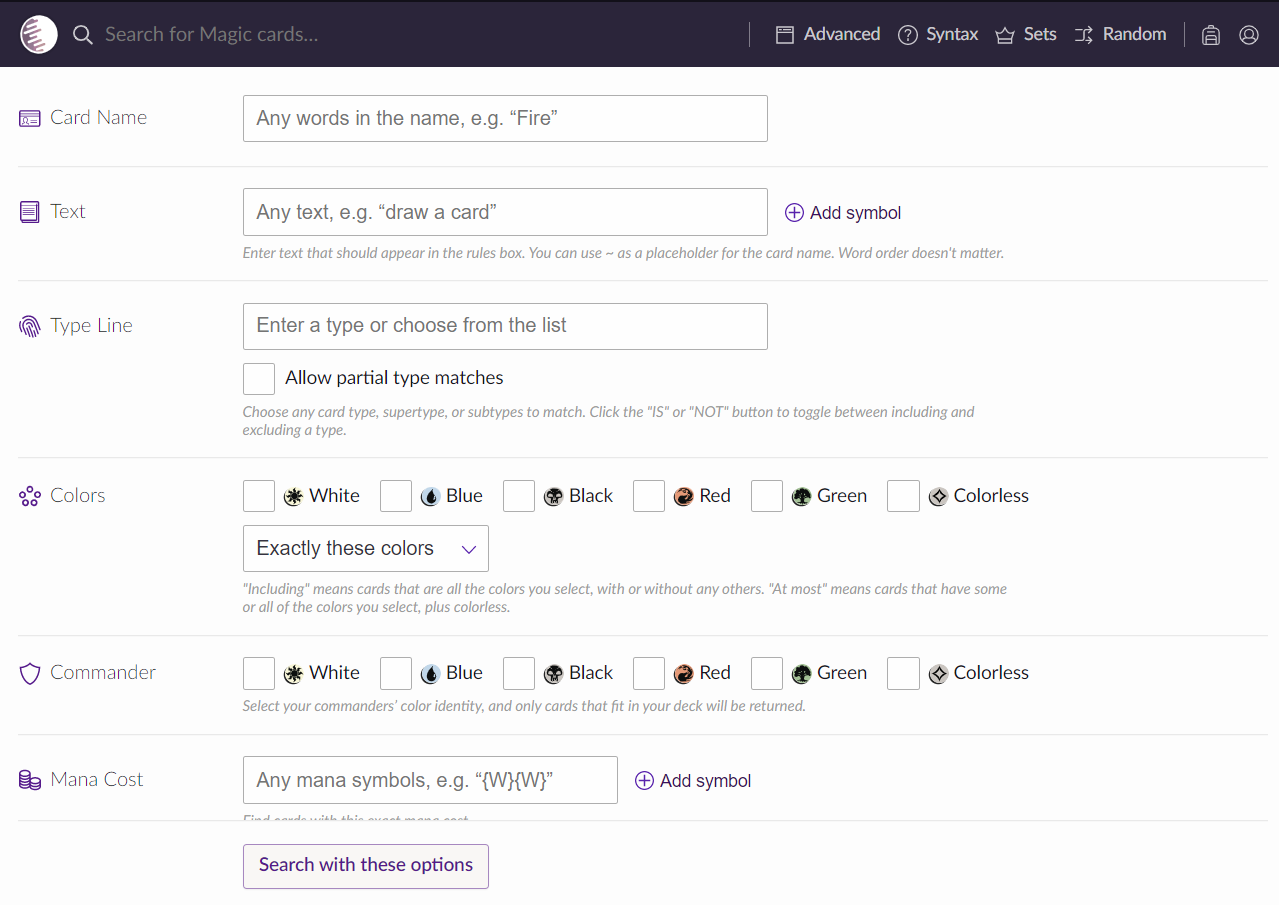 Search for Magic cards...
Advanced
Syntax
Sets
Random
Card Name
Any words in the name, e.g. “Fire”
Text
Any text, e.g. “draw a card”
Add symbol
Enter text that should appear in the rules box. You can use ~ as a placeholder for the card name. Word order doesn't matter.
Type Line
Enter a type or choose from the list
Allow partial type matches
Choose any card type, supertype, or subtypes to match. Click the "IS" or "NOT" button to toggle between including and
excluding a type.
Colors
White
Blue
Black
Red
Green
Colorless
Exactly these colors
"Including" means cards that are all the colors you select, with or without any others. "At most" means cards that have some
or all of the colors you select, plus colorless.
Commander
White
Blue
Black
Red
Green
Colorless
Select your commanders’ color identity, and only cards that fit in your deck will be returned.
Mana Cost
Any mana symbols, e.g. “{W}{W}”
Add symbol
Find cards with this exact mana cost.
Search with these options